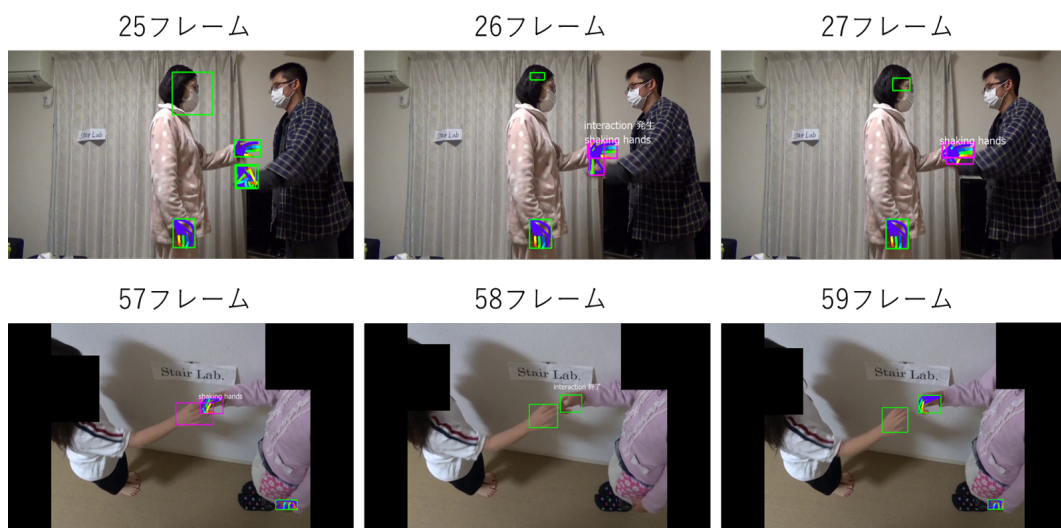 25フレーム
26フレーム
27フレーム
Stair Lab
Stair Lab
interaction 発生
shaking hands
Stair Lab
shaking hands
57フレーム
58フレーム
59フレーム
Stair Lab.
shaking hands
Stair Lab.
interaction 終了
Stair Lab.